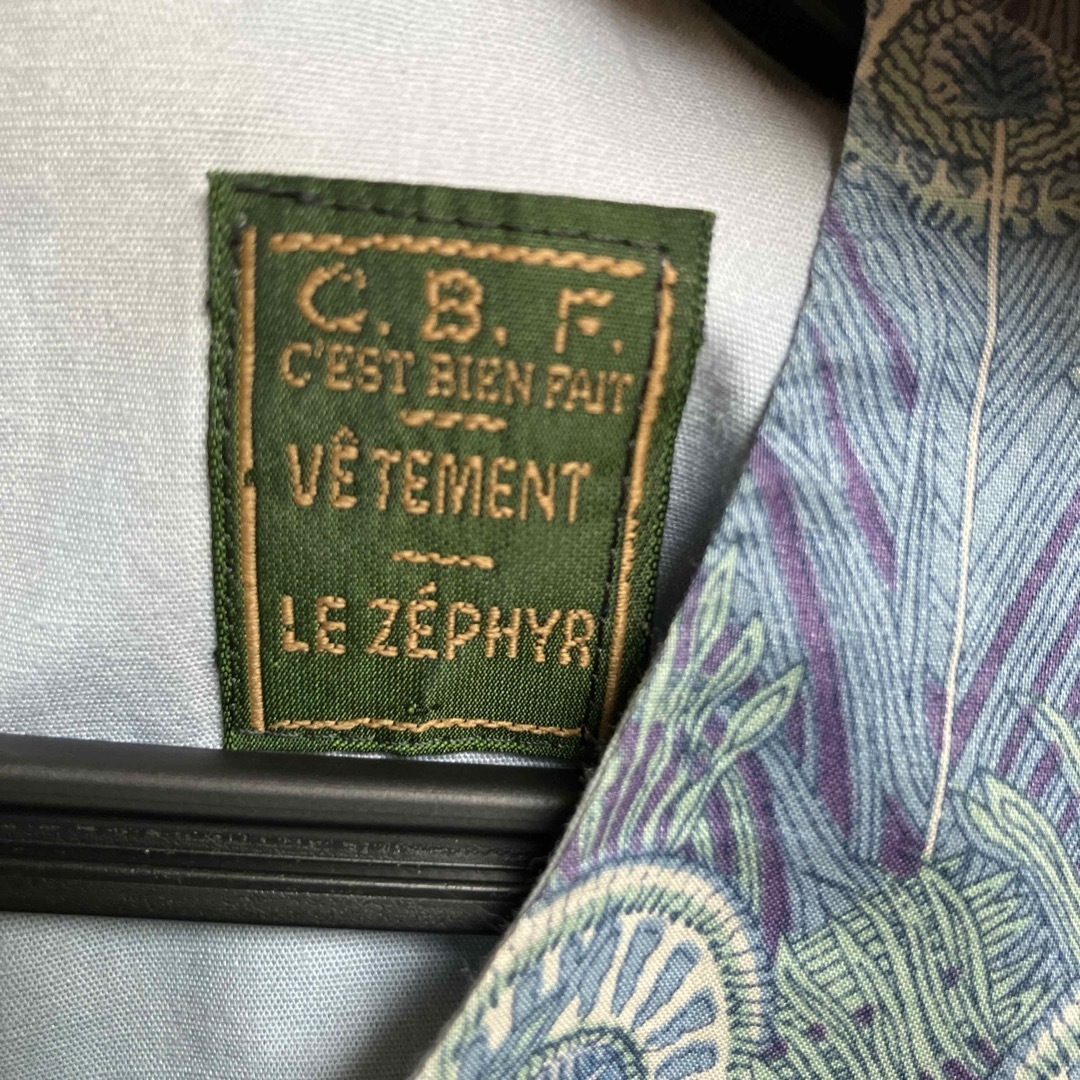 C. B. F.
C'EST BIEN FAIT
VÊTEMENT
LE ZÉPHYR